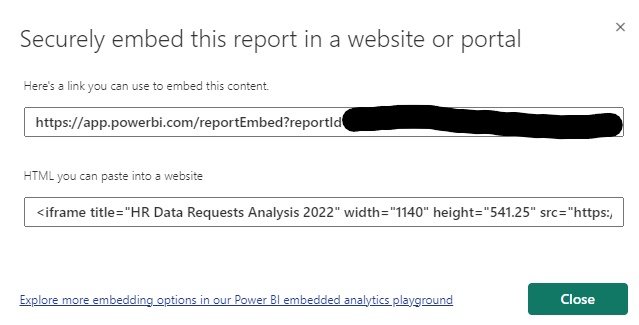 Securely embed this report in a website or portal
Here's a link you can use to embed this content.
https://app.powerbi.com/reportEmbed?reportId
HTML you can paste into a website
<iframe title="HR Data Requests Analysis 2022" width="1140" height="541.25" src="https:/
Explore more embedding options in our Power BI embedded analytics playground
Close